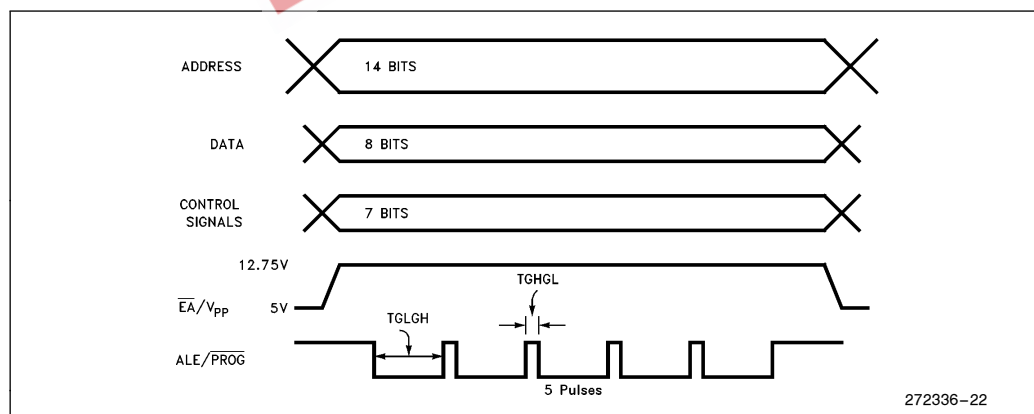 ADDRESS
14 BITS
DATA
8 BITS
CONTROL
SIGNALS
7 BITS
12.75V
TGHGL
EA/VPP
5V
TGLGH
ALE/PROG
5 Pulses
272336-22